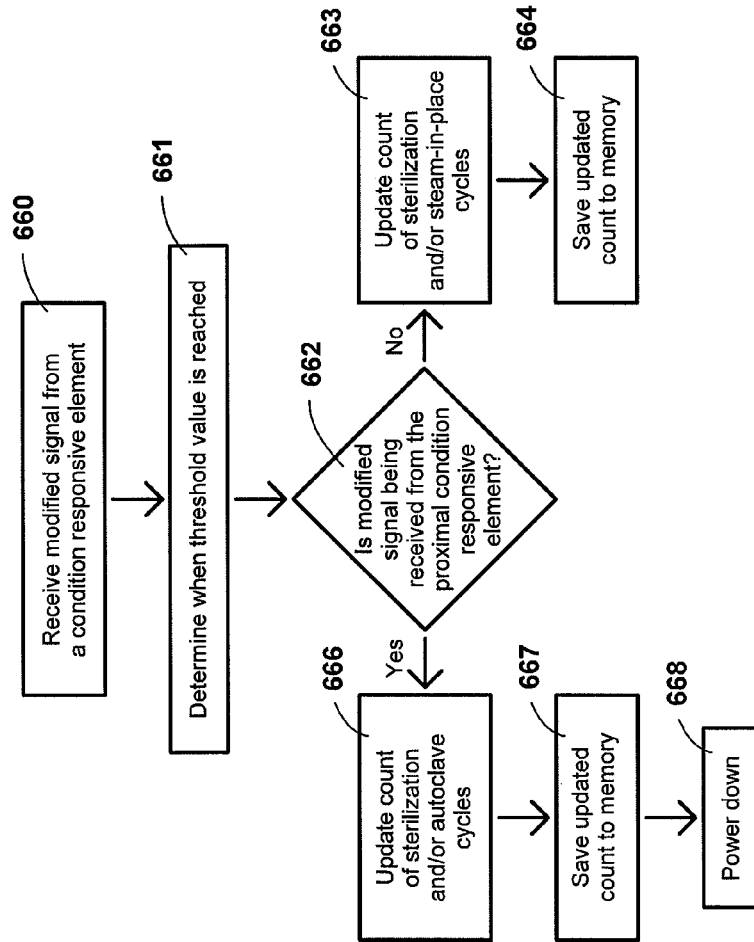 660
Receive modified signal from
a condition responsive element
661
Determine when threshold value is reached
662
Is modified
signal being
received from the
proximal condition
responsive
element?
Yes
No
666
Update count
of sterilization
and/or autoclave
cycles
667
Save updated
count to memory
668
Power down
663
Update count
of sterilization
and/or steam-in-place
cycles
664
Save updated
count to memory